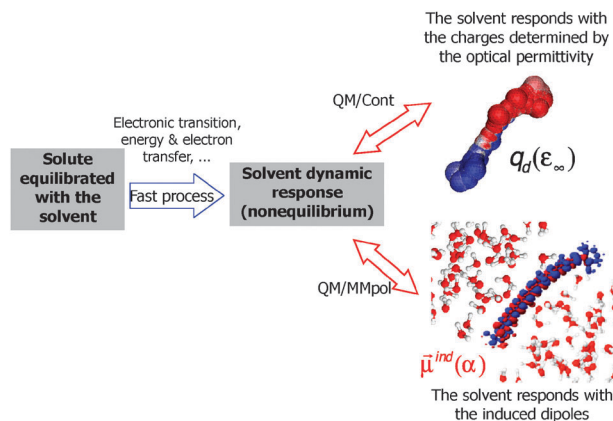 The solvent responds with
the charges determined by
the optical permittivity
QM/Cont
Electronic transition,
energy & electron
transfer, ...
Solute
equilibrated with
the solvent
Fast process
Solvent dynamic
response
(nonequilibrium)
q_d(ε_∞)
QM/MMpol
μ⃗^ind(α)
The solvent responds with
the induced dipoles